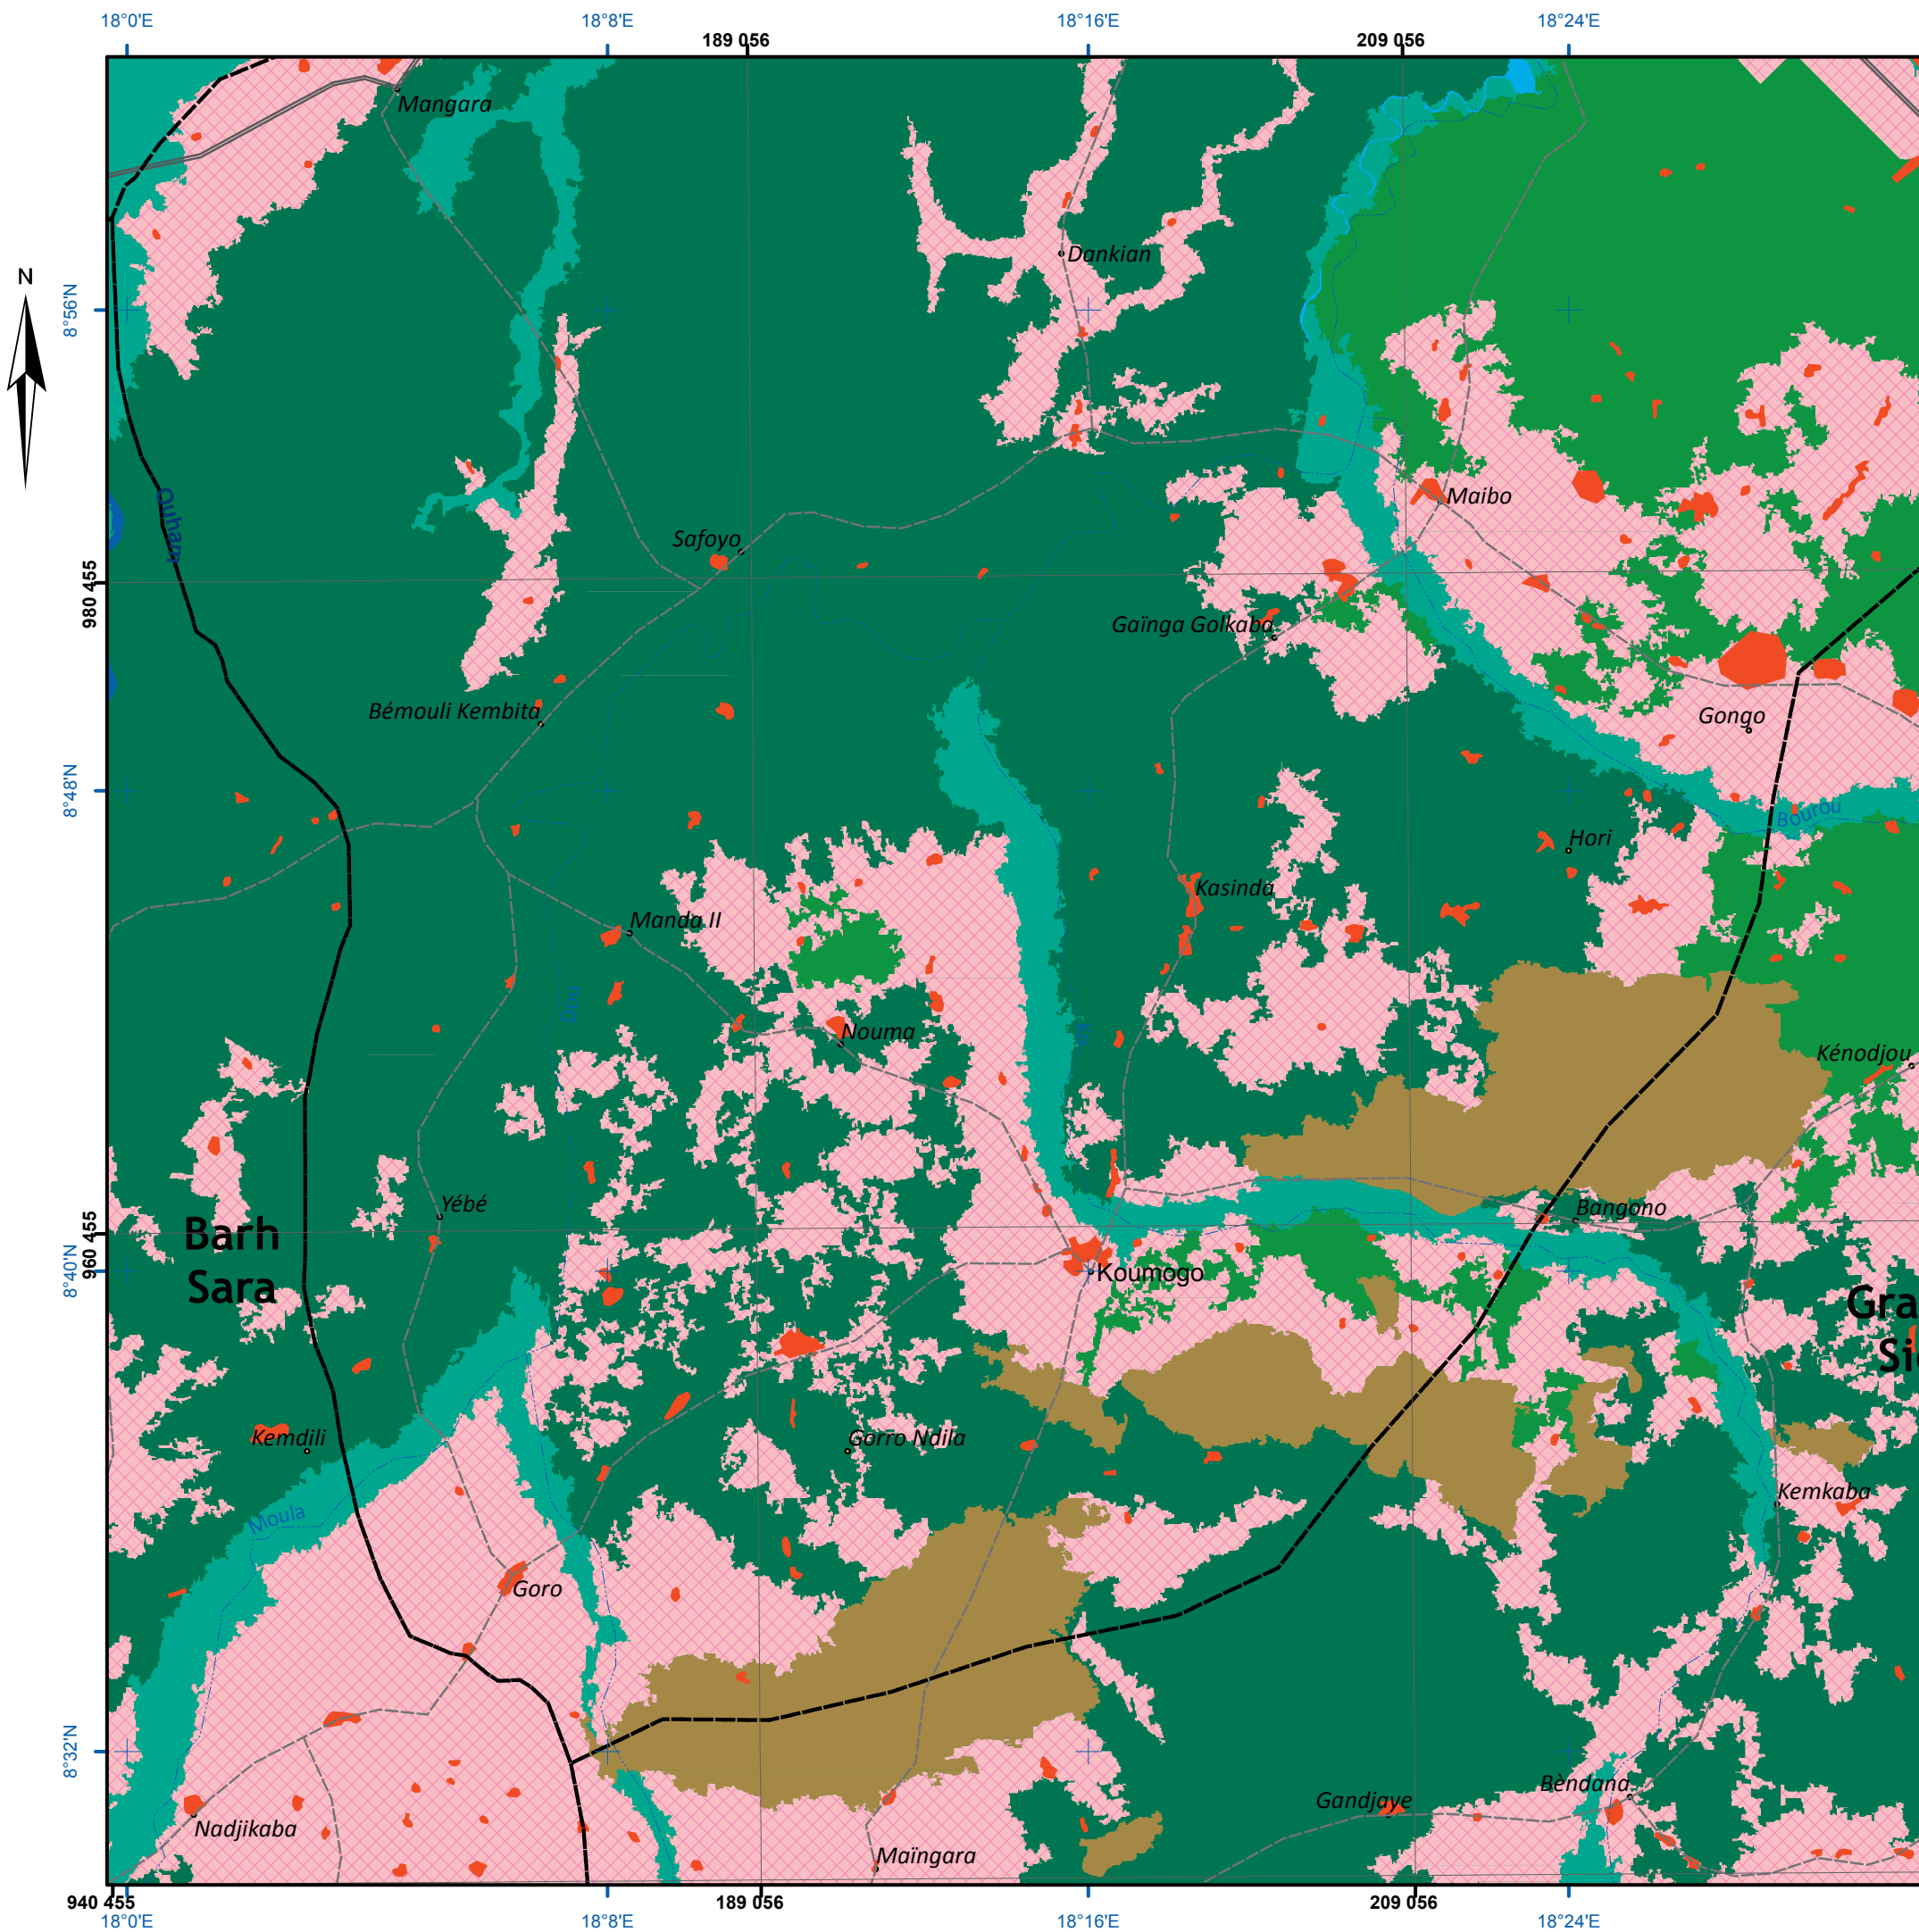 18°0'E
18°8'E
18°16'E
18°24'E
189 056
209 056
Mangara
N
Dankian
8°56'N
Ouham
Maibo
Safoyo
980 455
Gaïnga Golkaba
Bémouli Kembita
Gongo
8°48'N
Bourou
Hori
Kasinda
Manda II
Nouma
Kénodjou
Yébé
Bangono
Barh
Sara
960 455
8°40'N
Koumogo
Gra
Si
Kemdili
Gorro Ndila
Kemkaba
Moula
Goro
8°32'N
Bèndana
Gandjaye
Nadjikaba
Maïngara
940 455
189 056
209 056
18°0'E
18°8'E
18°16'E
18°24'E